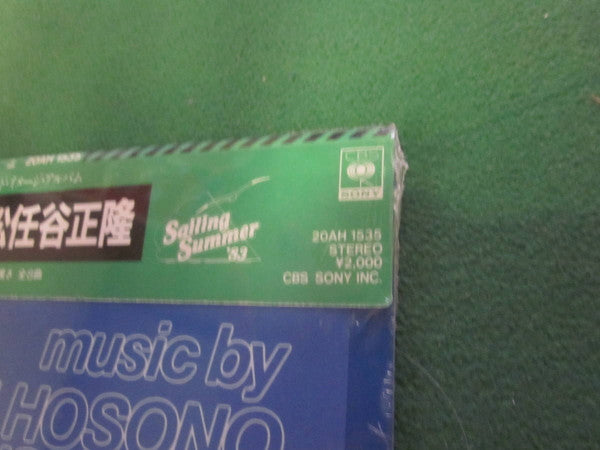 20AH 1535
松任谷正隆
Sailing
Summer
'83
CBS
SONY
20AH 1535
STEREO
¥2,000
CBS SONY INC.
music by
HOSONO